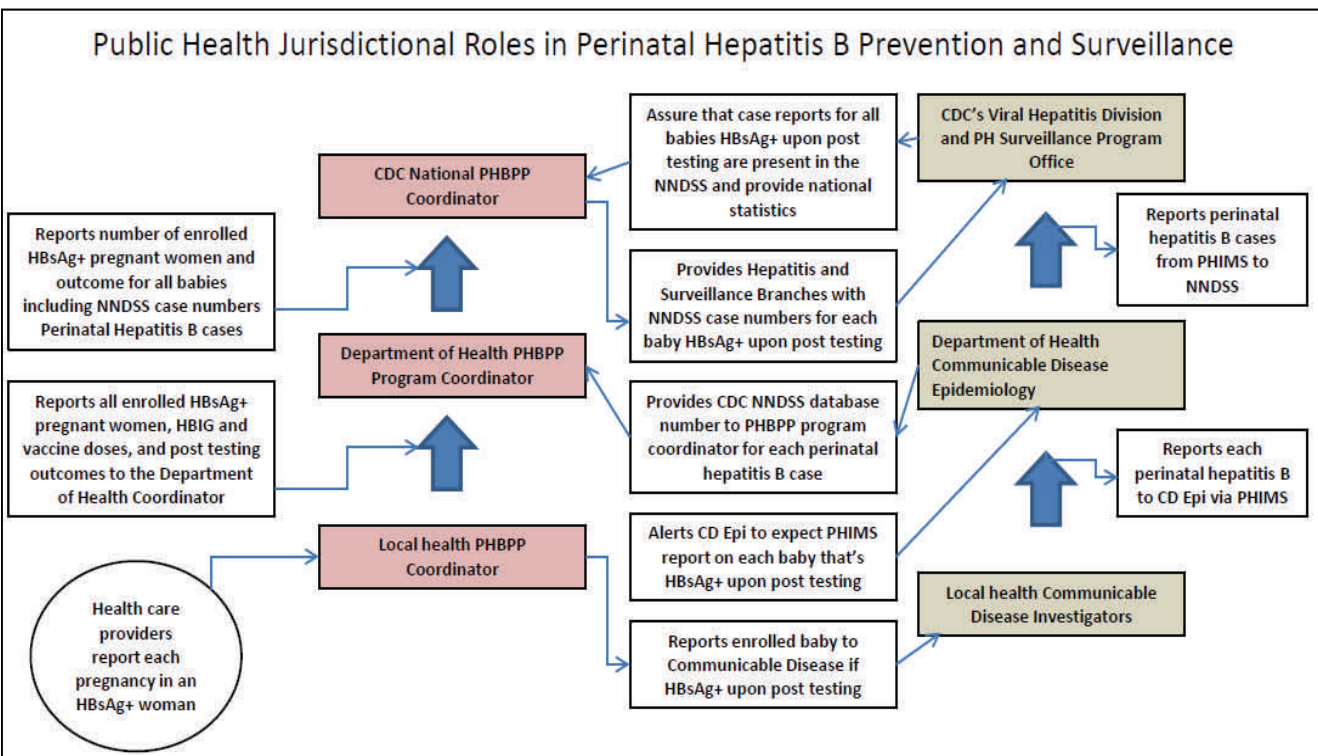 Public Health Jurisdictional Roles in Perinatal Hepatitis B Prevention and Surveillance
Assure that case reports for all
babies HBsAg+ upon post
testing are present in the
NNDSS and provide national
statistics
CDC's Viral Hepatitis Division
and PH Surveillance Program
Office
CDC National PHBPP
Coordinator
Reports number of enrolled
HBsAg+ pregnant women and
outcome for all babies
including NNDSS case numbers
Perinatal Hepatitis B cases
Provides Hepatitis and
Surveillance Branches with
NNDSS case numbers for each
baby HBsAg+ upon post testing
Reports perinatal
hepatitis B cases
from PHIMS to
NNDSS
Department of Health PHBPP
Program Coordinator
Department of Health
Communicable Disease
Epidemiology
Reports all enrolled HBsAg+
pregnant women, HBIG and
vaccine doses, and post testing
outcomes to the Department
of Health Coordinator
Provides CDC NNDSS database
number to PHBPP program
coordinator for each perinatal
hepatitis B case
Reports each
perinatal hepatitis B
to CD Epi via PHIMS
Local health PHBPP
Coordinator
Alerts CD Epi to expect PHIMS
report on each baby that's
HBsAg+ upon post testing
Local health Communicable
Disease Investigators
Health care
providers
report each
pregnancy in an
HBsAg+ woman
Reports enrolled baby to
Communicable Disease if
HBsAg+ upon post testing